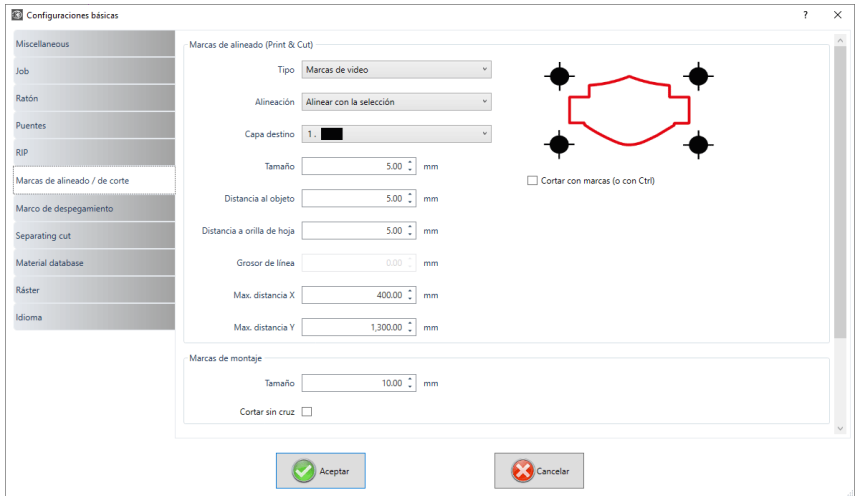 Configuraciones básicas
?
Miscellaneous
Job
Ratón
Puentes
RIP
Marcas de alineado / de corte
Marco de despegamiento
Separating cut
Material database
Ráster
Idioma
Marcas de alineado (Print & Cut)
Tipo Marcas de video
Alineación Alinear con la selección
Capa destino 1.
Tamaño 5.00 mm
Distancia al objeto 5.00 mm
Distancia a orilla de hoja 5.00 mm
Grosor de línea 0.00 mm
Max. distancia X 400.00 mm
Max. distancia Y 1,300.00 mm
Cortar con marcas (o con Ctrl)
Marcas de montaje
Tamaño 10.00 mm
Cortar sin cruz
Aceptar
Cancelar